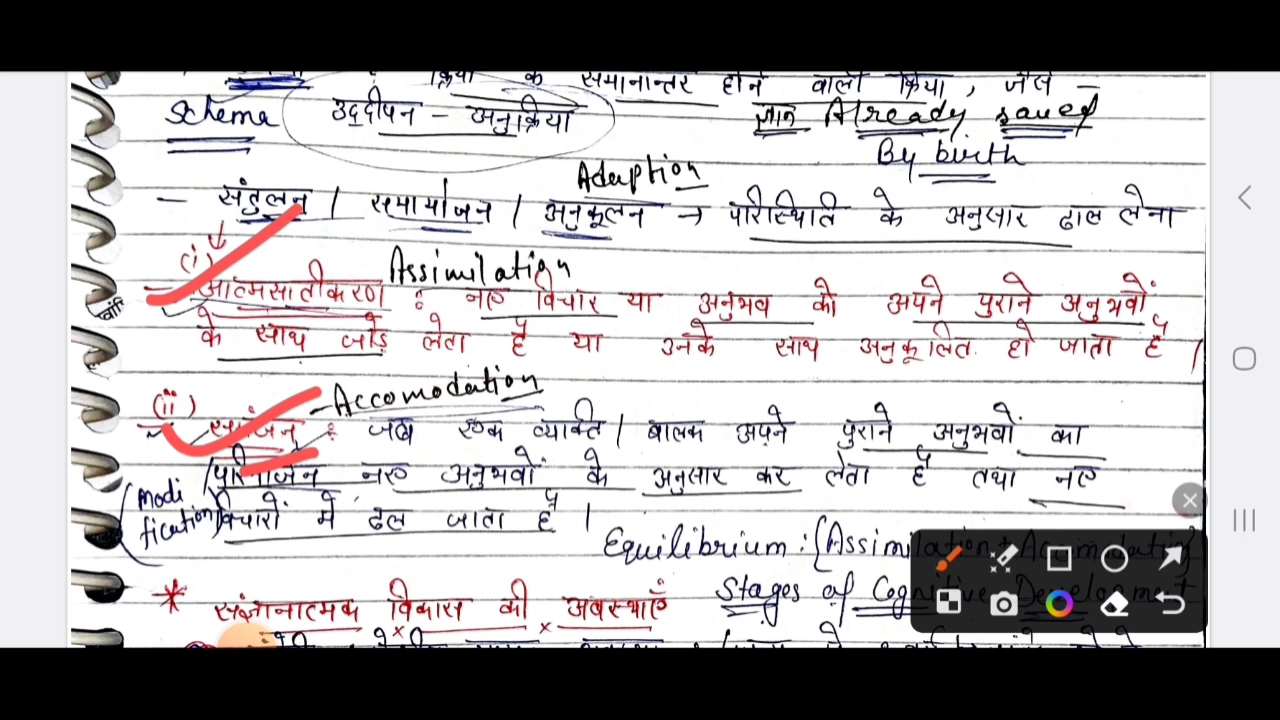 क्रिया के समानान्तर होने वाली क्रिया, जैसे -
Schema उद्दीपन - अनुक्रिया ज्ञान Already saved
By birth
Adaption
- संतुलन / समायोजन / अनुकूलन → परिस्थिति के अनुसार ढाल लेना
(i) Assimilation
- आत्मसातीकरण : नए विचार या अनुभव को अपने पुराने अनुभवों
के साथ जोड़ लेता है या उनके साथ अनुकूलित हो जाता है।
(ii) - Accomodation
समंजन : जब एक व्यक्ति / बालक अपने पुराने अनुभवों का
परिमार्जन नए अनुभवों के अनुसार कर लेता है तथा नए
(modification) विचारों में ढल जाता है।
Equilibrium : {Assimilation + Accomodation}
Stages of Cognitive Development
* संज्ञानात्मक विकास की अवस्थाएँ